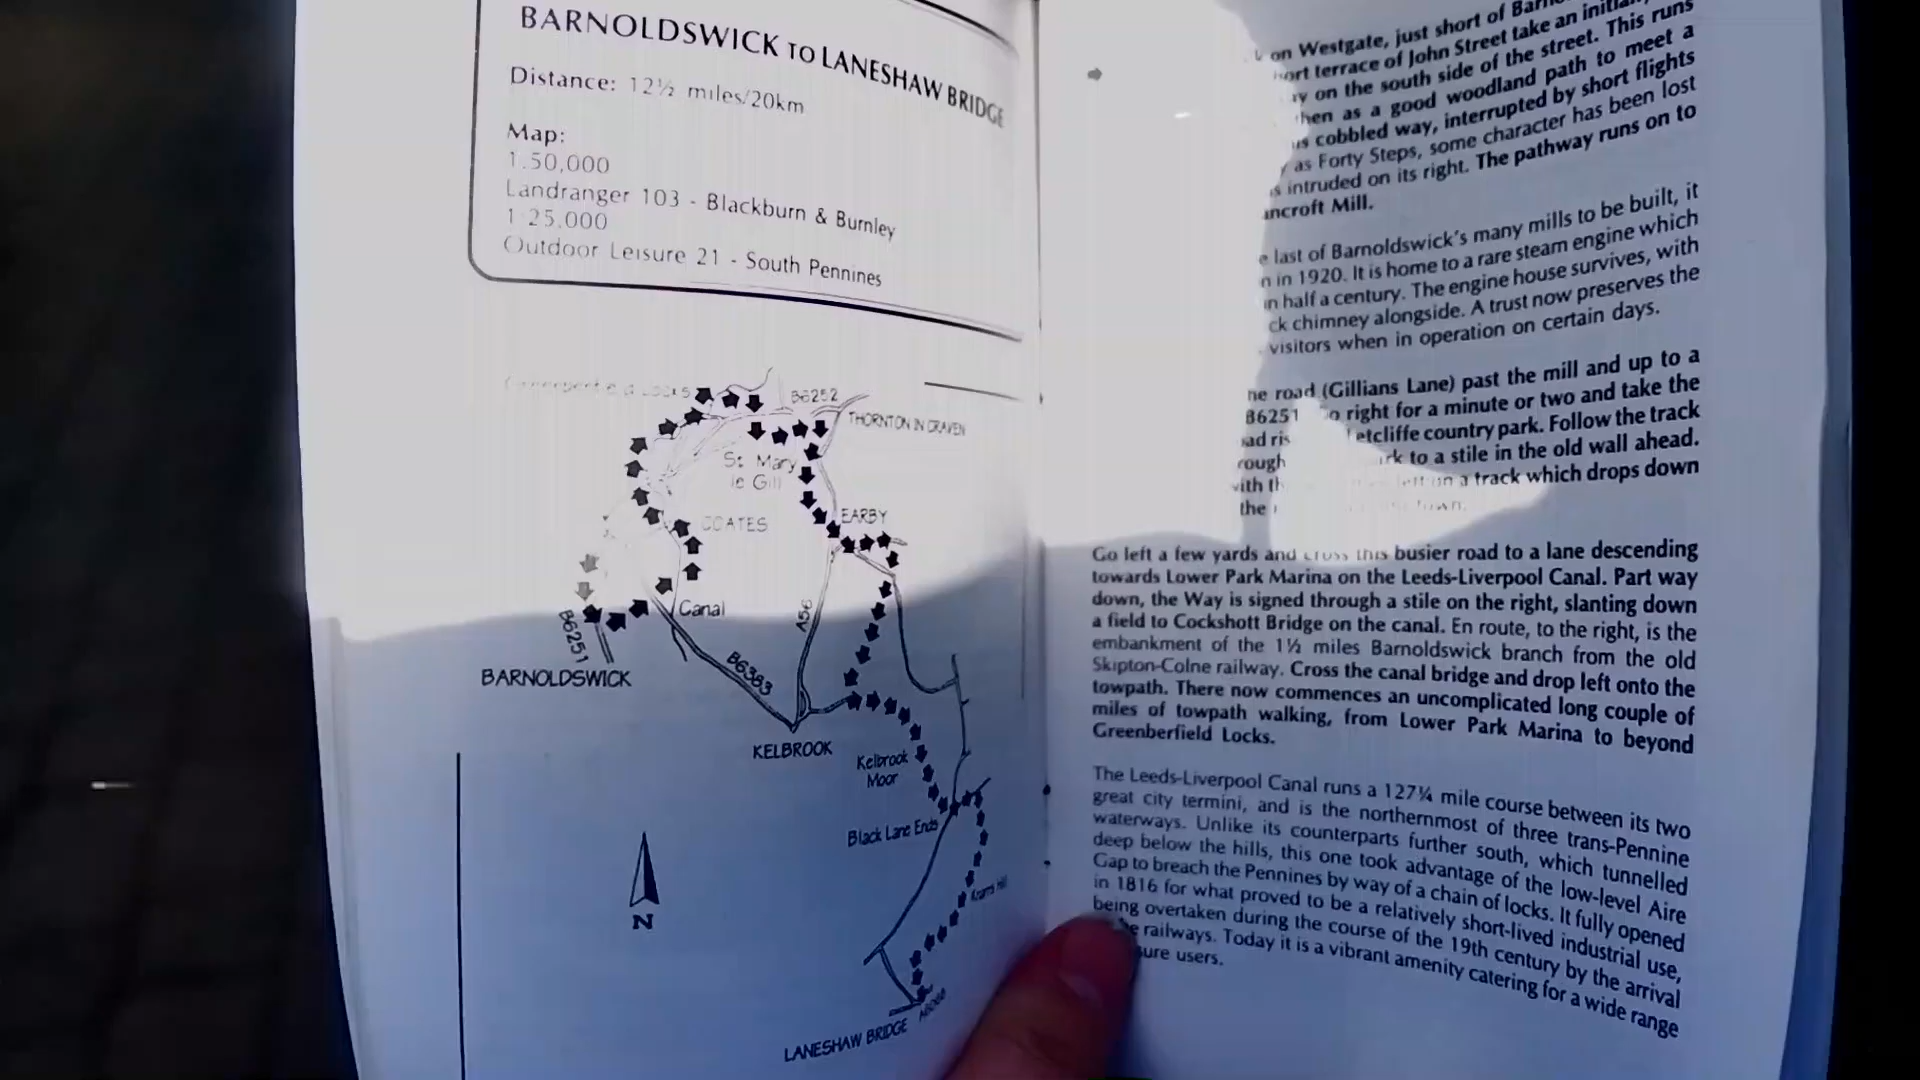 BARNOLDSWICK TO LANESHAW BRIDGE
Distance: 12½ miles/20km
Map:
1:50,000
Landranger 103 - Blackburn & Burnley
1:25,000
Outdoor Leisure 21 - South Pennines
B6252
THORNTON IN CRAVEN
St Mary
le Gill
EARBY
COATES
Canal
A56
B6251
B6383
BARNOLDSWICK
KELBROOK
Kelbrook
Moor
Black Lane Ends
N
LANESHAW BRIDGE
on Westgate, just short of
terrace of John Street take an
on the south side of the street. This runs
as a good woodland path to meet a
cobbled way, interrupted by short flights
as Forty Steps, some character has been lost
intruded on its right. The pathway runs on to
Mill.
last of Barnoldswick's many mills to be built, it
in 1920. It is home to a rare steam engine which
half a century. The engine house survives, with
chimney alongside. A trust now preserves the
visitors when in operation on certain days.
road (Gillians Lane) past the mill and up to a
B6251 right for a minute or two and take the
country park. Follow the track
to a stile in the old wall ahead.
on a track which drops down
the
Go left a few yards and cross this busier road to a lane descending
towards Lower Park Marina on the Leeds-Liverpool Canal. Part way
down, the Way is signed through a stile on the right, slanting down
a field to Cockshott Bridge on the canal. En route, to the right, is the
embankment of the 1½ miles Barnoldswick branch from the old
Skipton-Colne railway. Cross the canal bridge and drop left onto the
towpath. There now commences an uncomplicated long couple of
miles of towpath walking, from Lower Park Marina to beyond
Greenberfield Locks.
The Leeds-Liverpool Canal runs a 127¼ mile course between its two
great city termini, and is the northernmost of three trans-Pennine
waterways. Unlike its counterparts further south, which tunnelled
deep below the hills, this one took advantage of the low-level Aire
Gap to breach the Pennines by way of a chain of locks. It fully opened
in 1816 for what proved to be a relatively short-lived industrial use,
being overtaken during the course of the 19th century by the arrival
railways. Today it is a vibrant amenity catering for a wide range
users.